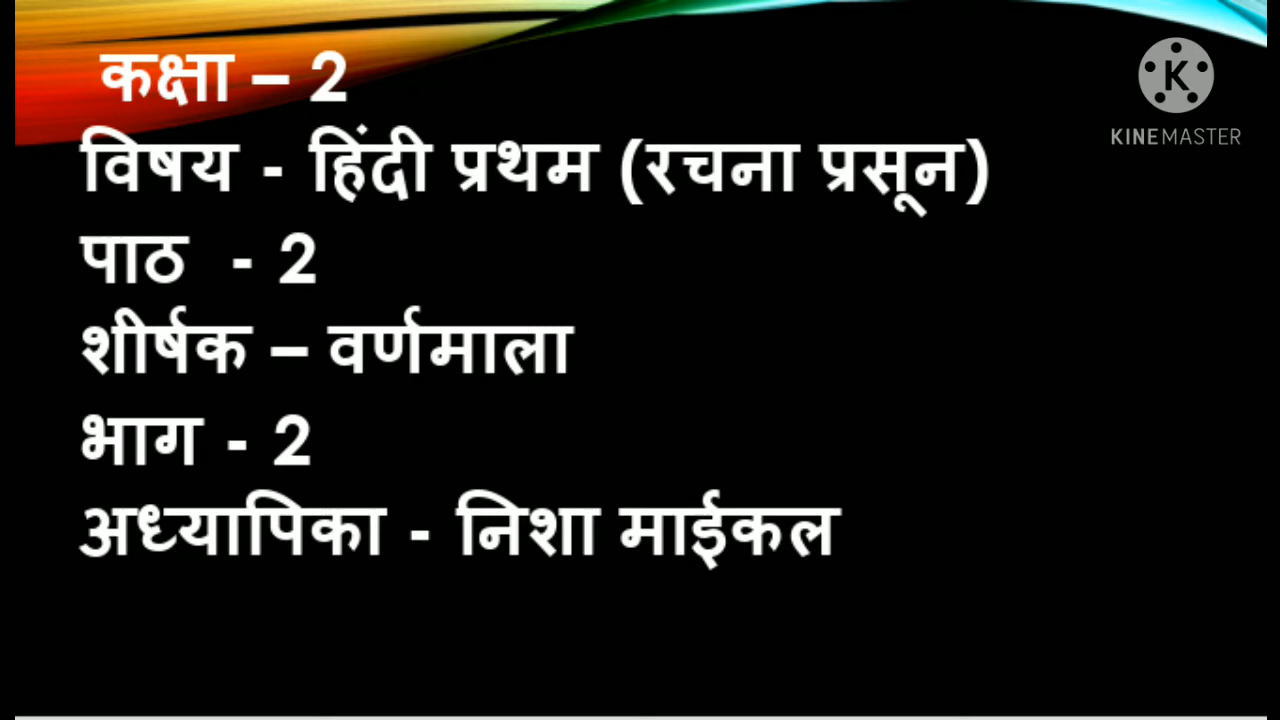 कक्षा – 2
KINEMASTER
विषय - हिंदी प्रथम (रचना प्रसून)
पाठ - 2
शीर्षक – वर्णमाला
भाग - 2
अध्यापिका - निशा माईकल